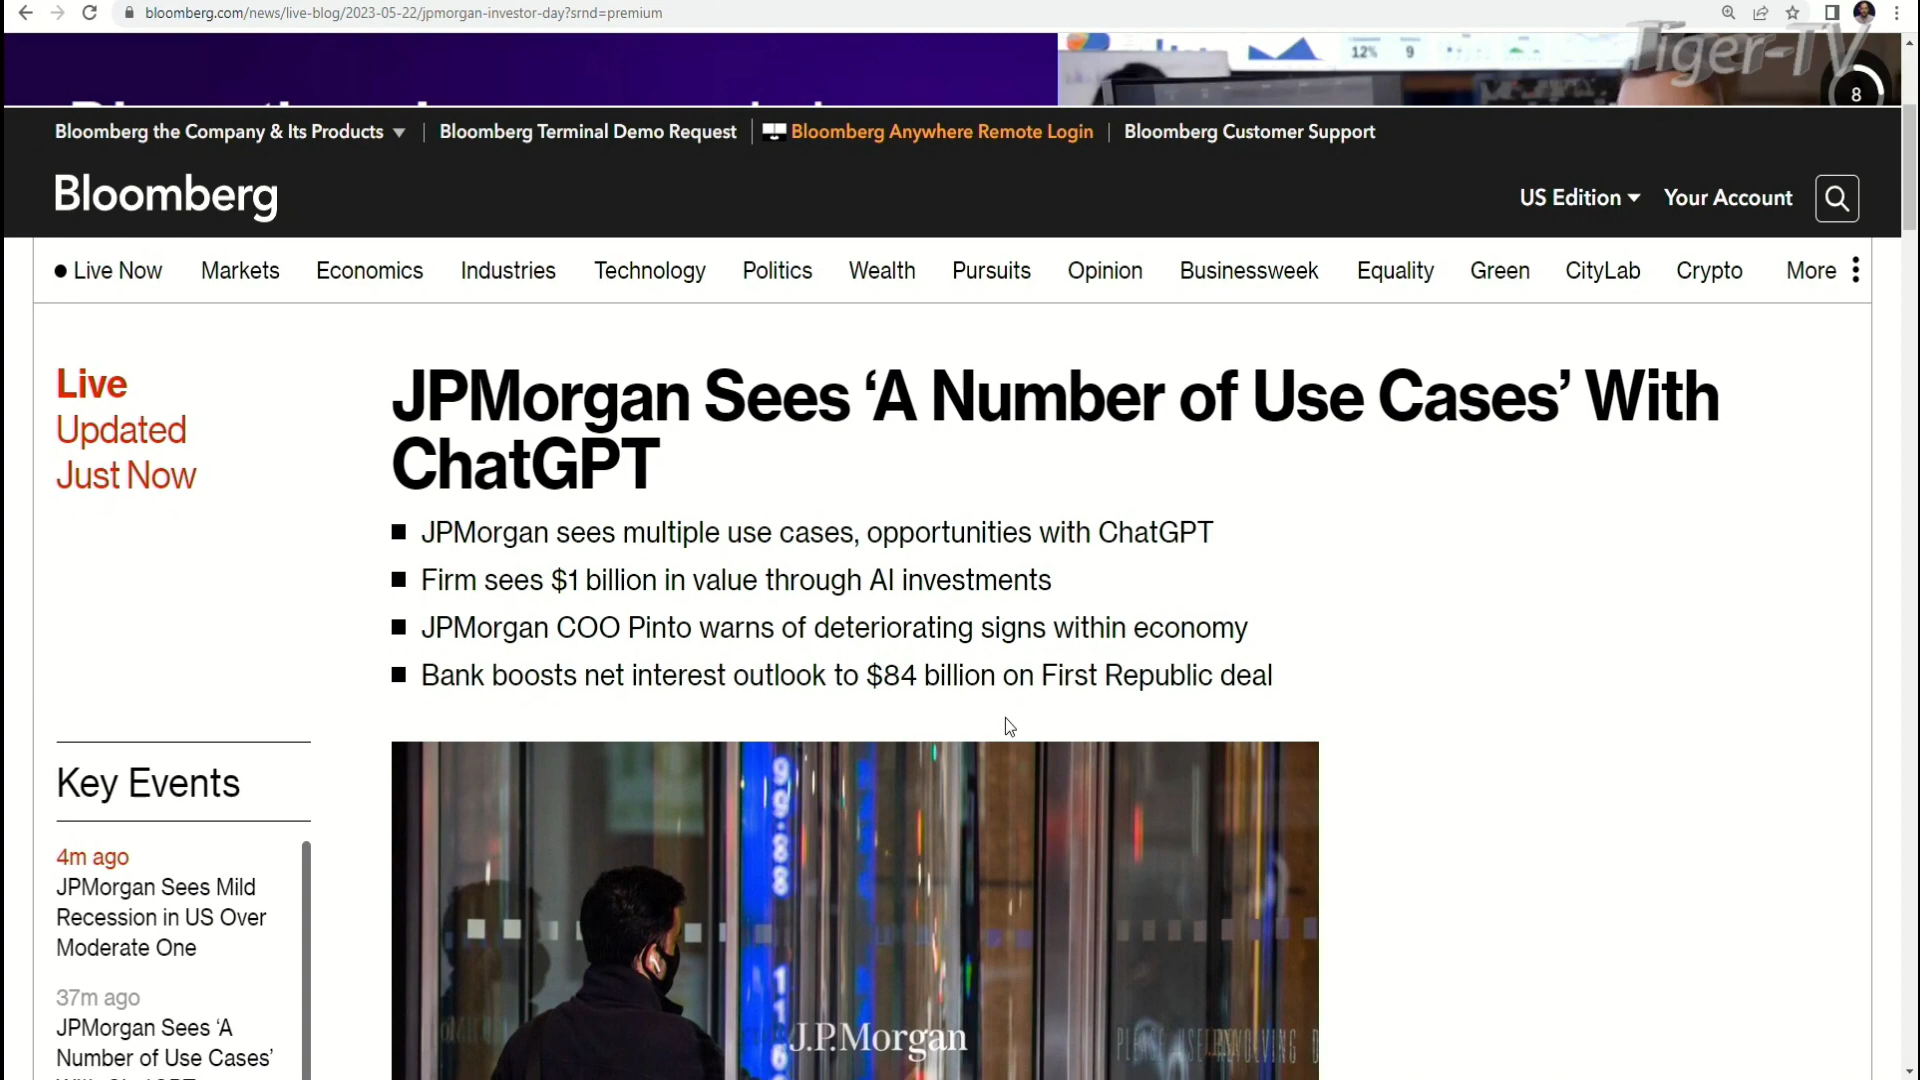 bloomberg.com/news/live-blog/2023-05-22/jpmorgan-investor-day?srnd=premium
Tiger-TV
12% 9
8
Bloomberg the Company & Its Products
Bloomberg Terminal Demo Request
Bloomberg Anywhere Remote Login
Bloomberg Customer Support
Bloomberg
US Edition
Your Account
Live Now Markets Economics Industries Technology Politics Wealth Pursuits Opinion Businessweek Equality Green CityLab Crypto More
Live
Updated
Just Now
JPMorgan Sees ‘A Number of Use Cases’ With
ChatGPT
JPMorgan sees multiple use cases, opportunities with ChatGPT
Firm sees $1 billion in value through AI investments
JPMorgan COO Pinto warns of deteriorating signs within economy
Bank boosts net interest outlook to $84 billion on First Republic deal
Key Events
4m ago
JPMorgan Sees Mild
Recession in US Over
Moderate One
37m ago
JPMorgan Sees ‘A
Number of Use Cases’
J.P.Morgan